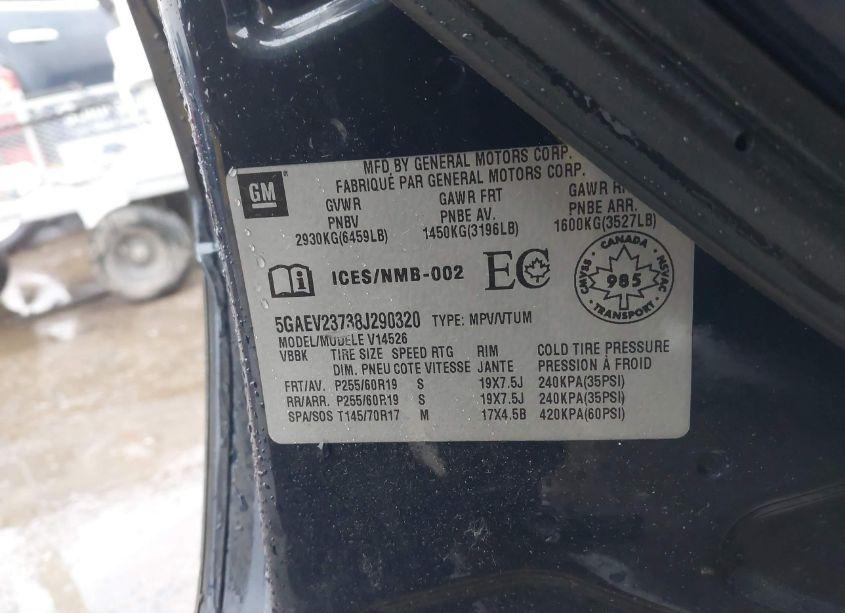 MFD BY GENERAL MOTORS CORP.
FABRIQUÉ PAR GENERAL MOTORS CORP.
GM
GVWR GAWR FRT GAWR
PNBV PNBE AV. PNBE ARR.
2930KG(6459LB) 1450KG(3196LB) 1600KG(3527LB)
ICES/NMB-002 EC
CANADA
CMVSS 985 NSVAC
TRANSPORT
5GAEV23738J290320 TYPE: MPV/VTUM
MODEL/MODELE V14526
VBBK TIRE SIZE SPEED RTG RIM COLD TIRE PRESSURE
DIM. PNEU COTE VITESSE JANTE PRESSION À FROID
FRT/AV. P255/60R19 S 19X7.5J 240KPA(35PSI)
RR/ARR. P255/60R19 S 19X7.5J 240KPA(35PSI)
SPA/SOS T145/70R17 M 17X4.5B 420KPA(60PSI)